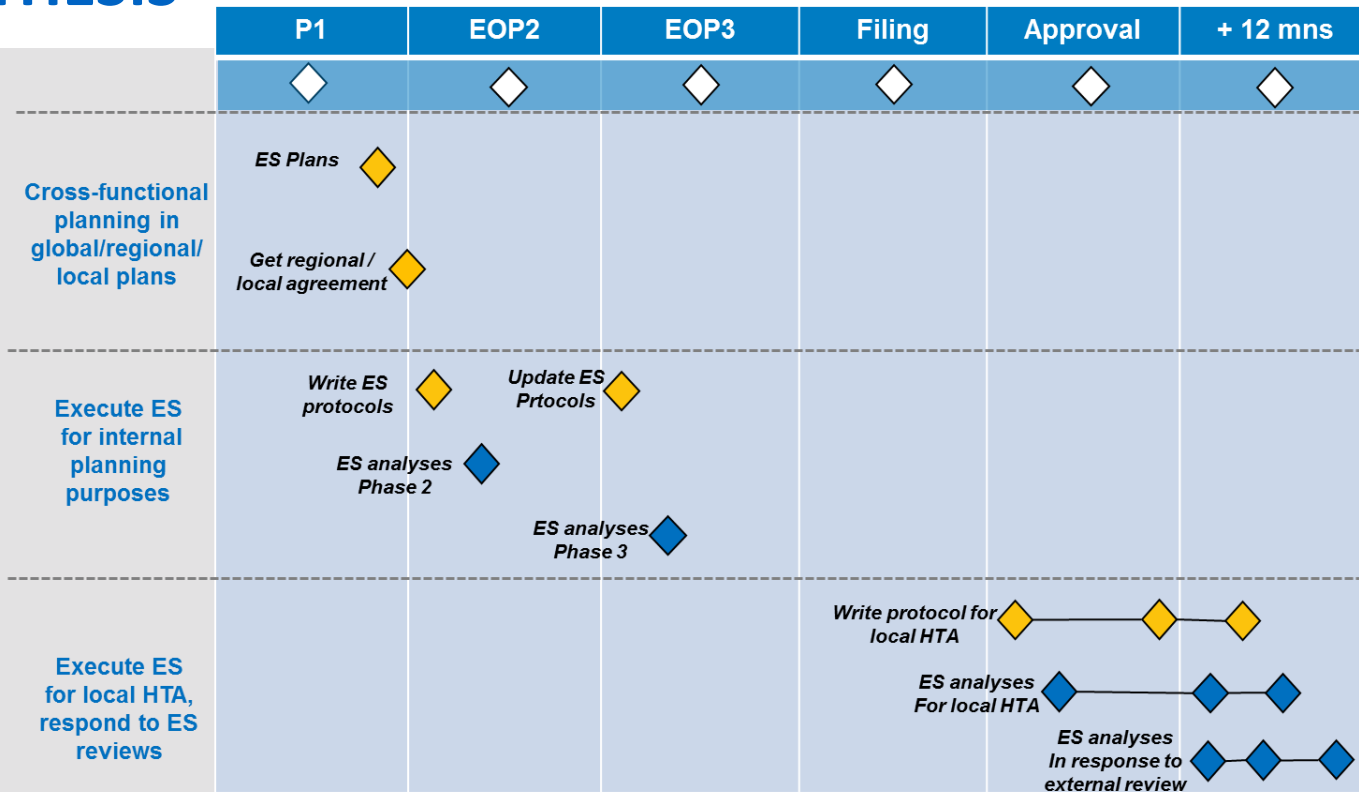 P1 EOP2 EOP3 Filing Approval + 12 mns
Cross-functional
planning in
global/regional/
local plans
ES Plans
Get regional /
local agreement
Execute ES
for internal
planning
purposes
Write ES
protocols
Update ES
Prtocols
ES analyses
Phase 2
ES analyses
Phase 3
Execute ES
for local HTA,
respond to ES
reviews
Write protocol for
local HTA
ES analyses
For local HTA
ES analyses
In response to
external review